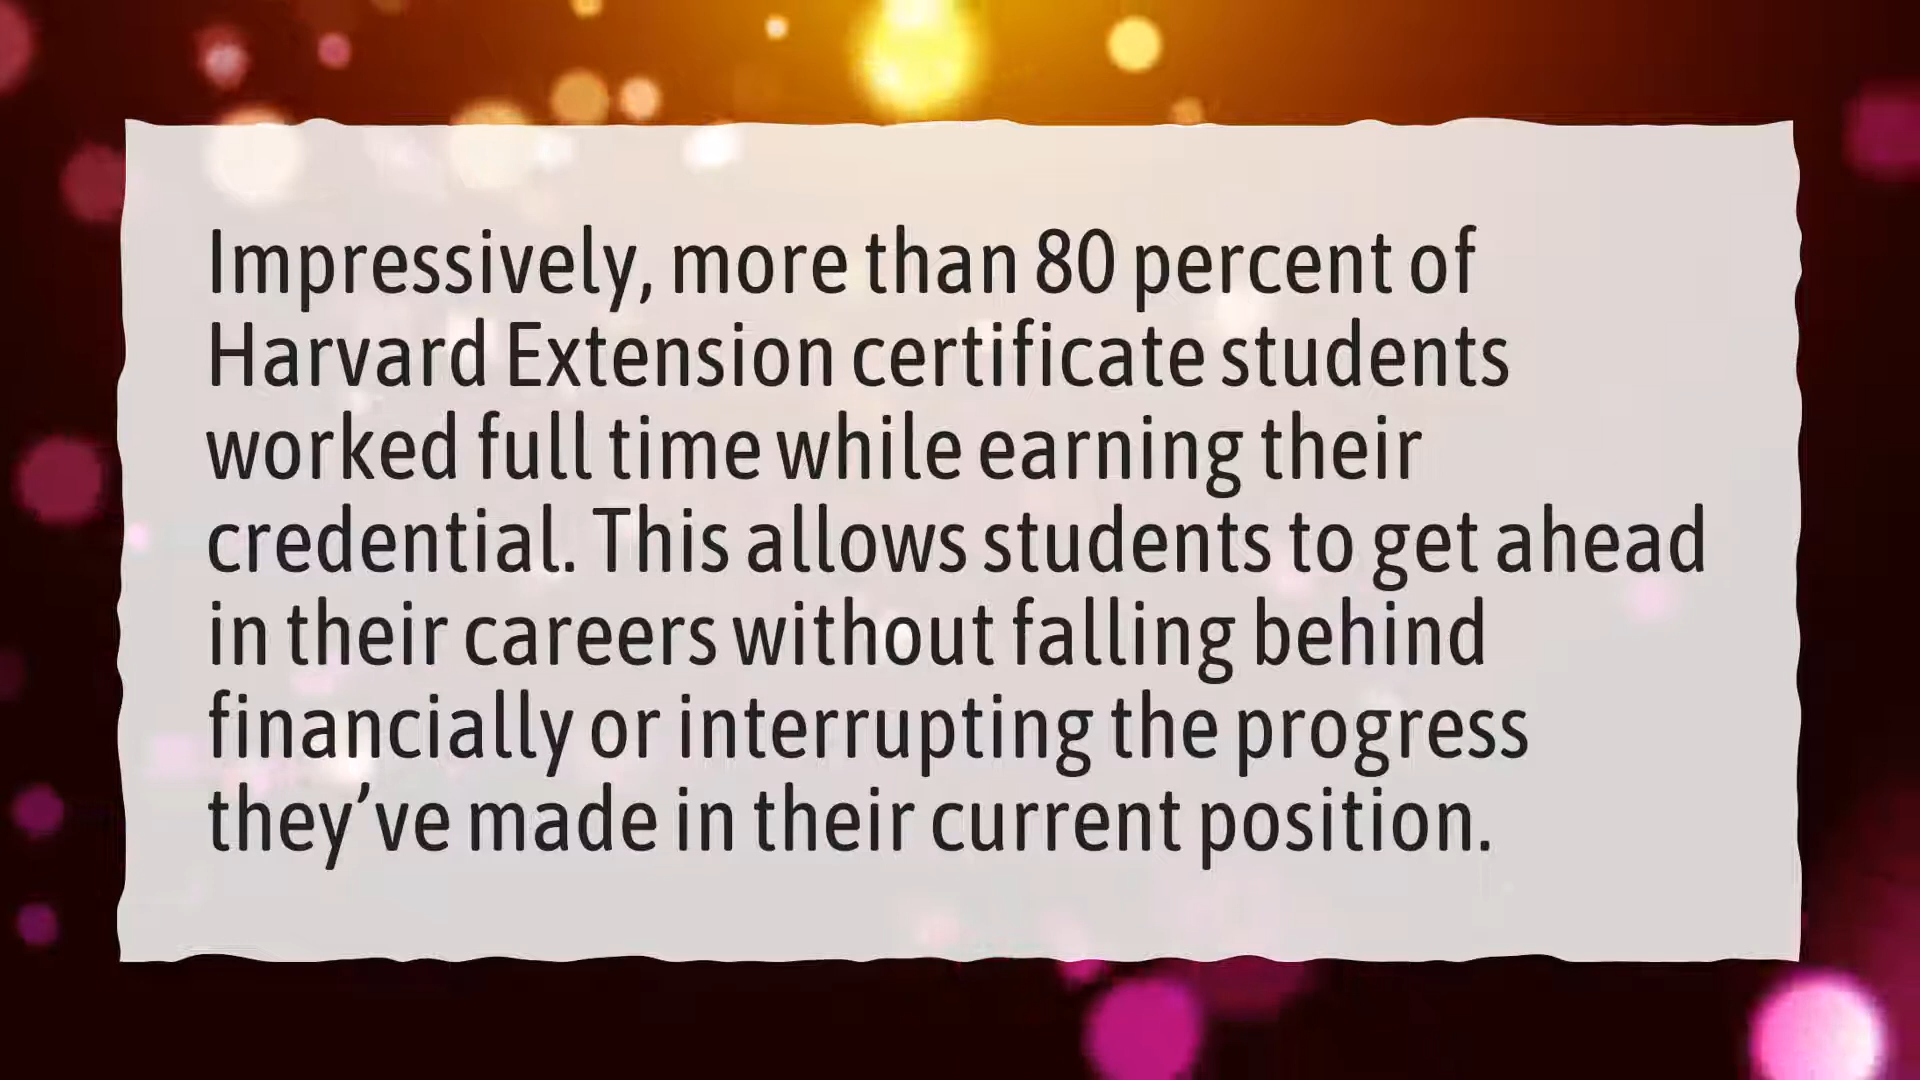 Impressively, more than 80 percent of
Harvard Extension certificate students
worked full time while earning their
credential. This allows students to get ahead
in their careers without falling behind
financially or interrupting the progress
they’ve made in their current position.